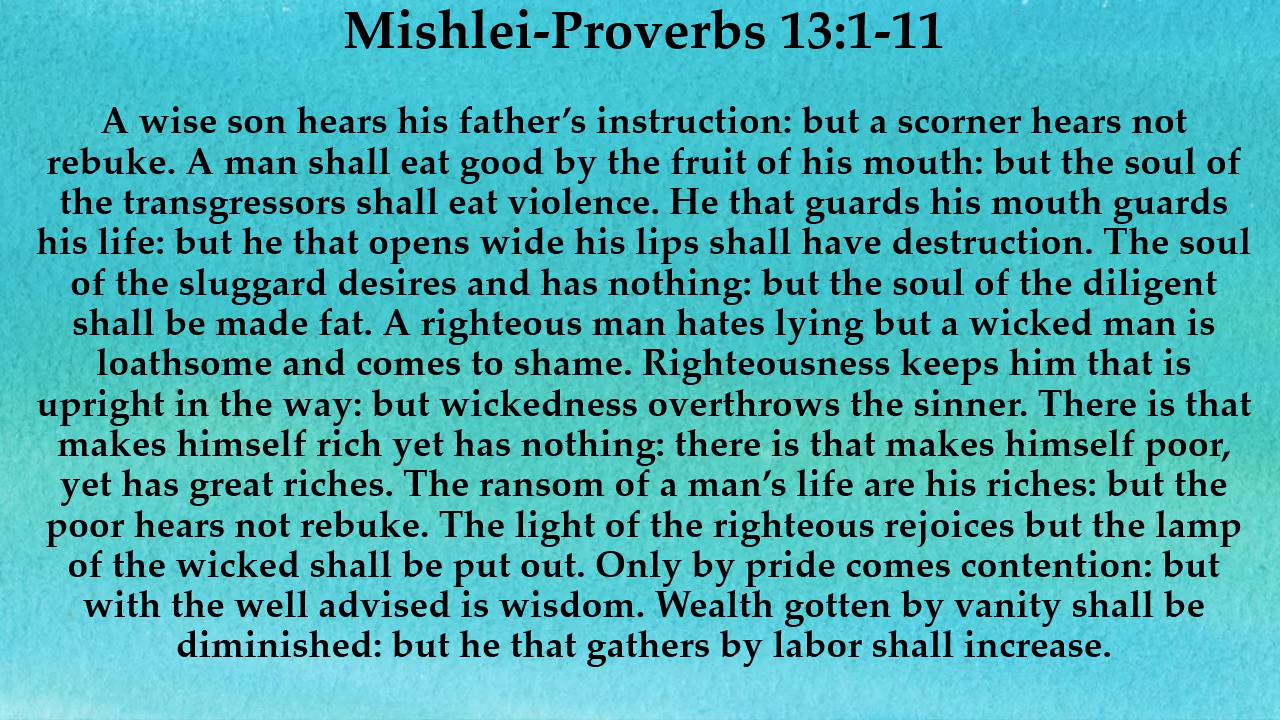 Mishlei-Proverbs 13:1-11
A wise son hears his father’s instruction: but a scorner hears not
rebuke. A man shall eat good by the fruit of his mouth: but the soul of
the transgressors shall eat violence. He that guards his mouth guards
his life: but he that opens wide his lips shall have destruction. The soul
of the sluggard desires and has nothing: but the soul of the diligent
shall be made fat. A righteous man hates lying but a wicked man is
loathsome and comes to shame. Righteousness keeps him that is
upright in the way: but wickedness overthrows the sinner. There is that
makes himself rich yet has nothing: there is that makes himself poor,
yet has great riches. The ransom of a man’s life are his riches: but the
poor hears not rebuke. The light of the righteous rejoices but the lamp
of the wicked shall be put out. Only by pride comes contention: but
with the well advised is wisdom. Wealth gotten by vanity shall be
diminished: but he that gathers by labor shall increase.